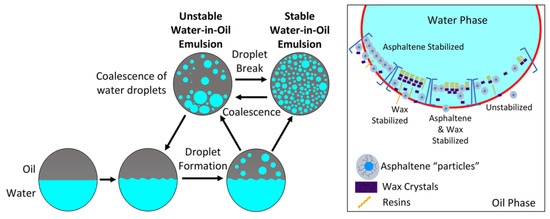 Unstable
Water-in-Oil
Emulsion
Stable
Water-in-Oil
Emulsion
Droplet
Break
Coalescence of
water droplets
Coalescence
Droplet
Formation
Oil
Water
Water Phase
Asphaltene Stabilized
Wax
Stabilized
Asphaltene
& Wax
Stabilized
Unstabilized
Asphaltene “particles”
Wax Crystals
Resins
Oil Phase